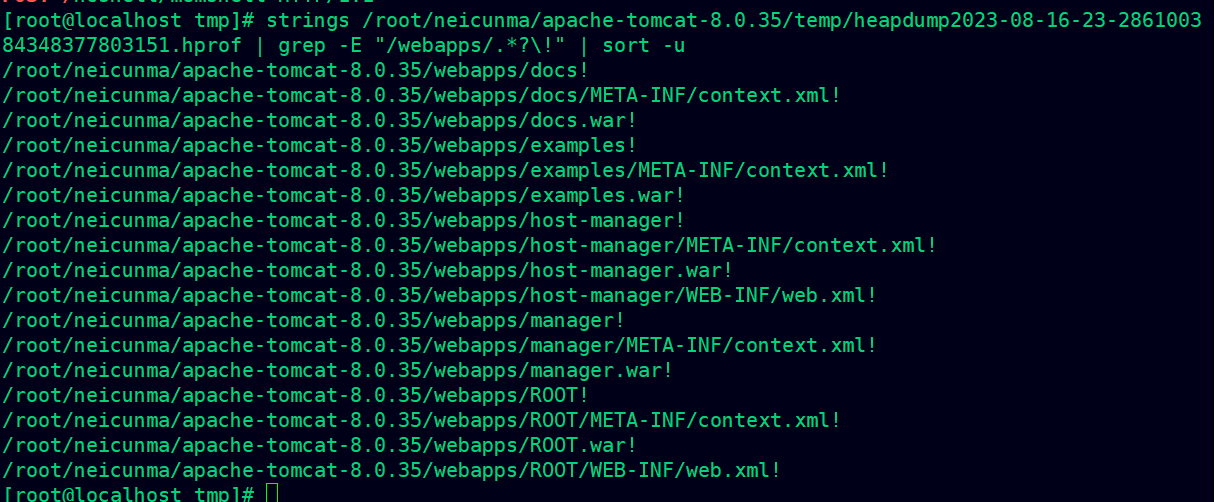 [root@localhost tmp]# strings /root/neicunma/apache-tomcat-8.0.35/temp/heapdump2023-08-16-23-2861003
84348377803151.hprof | grep -E "/webapps/.*?\!" | sort -u
/root/neicunma/apache-tomcat-8.0.35/webapps/docs!
/root/neicunma/apache-tomcat-8.0.35/webapps/docs/META-INF/context.xml!
/root/neicunma/apache-tomcat-8.0.35/webapps/docs.war!
/root/neicunma/apache-tomcat-8.0.35/webapps/examples!
/root/neicunma/apache-tomcat-8.0.35/webapps/examples/META-INF/context.xml!
/root/neicunma/apache-tomcat-8.0.35/webapps/examples.war!
/root/neicunma/apache-tomcat-8.0.35/webapps/host-manager!
/root/neicunma/apache-tomcat-8.0.35/webapps/host-manager/META-INF/context.xml!
/root/neicunma/apache-tomcat-8.0.35/webapps/host-manager.war!
/root/neicunma/apache-tomcat-8.0.35/webapps/host-manager/WEB-INF/web.xml!
/root/neicunma/apache-tomcat-8.0.35/webapps/manager!
/root/neicunma/apache-tomcat-8.0.35/webapps/manager/META-INF/context.xml!
/root/neicunma/apache-tomcat-8.0.35/webapps/manager.war!
/root/neicunma/apache-tomcat-8.0.35/webapps/ROOT!
/root/neicunma/apache-tomcat-8.0.35/webapps/ROOT/META-INF/context.xml!
/root/neicunma/apache-tomcat-8.0.35/webapps/ROOT.war!
/root/neicunma/apache-tomcat-8.0.35/webapps/ROOT/WEB-INF/web.xml!
[root@localhost tmp]#